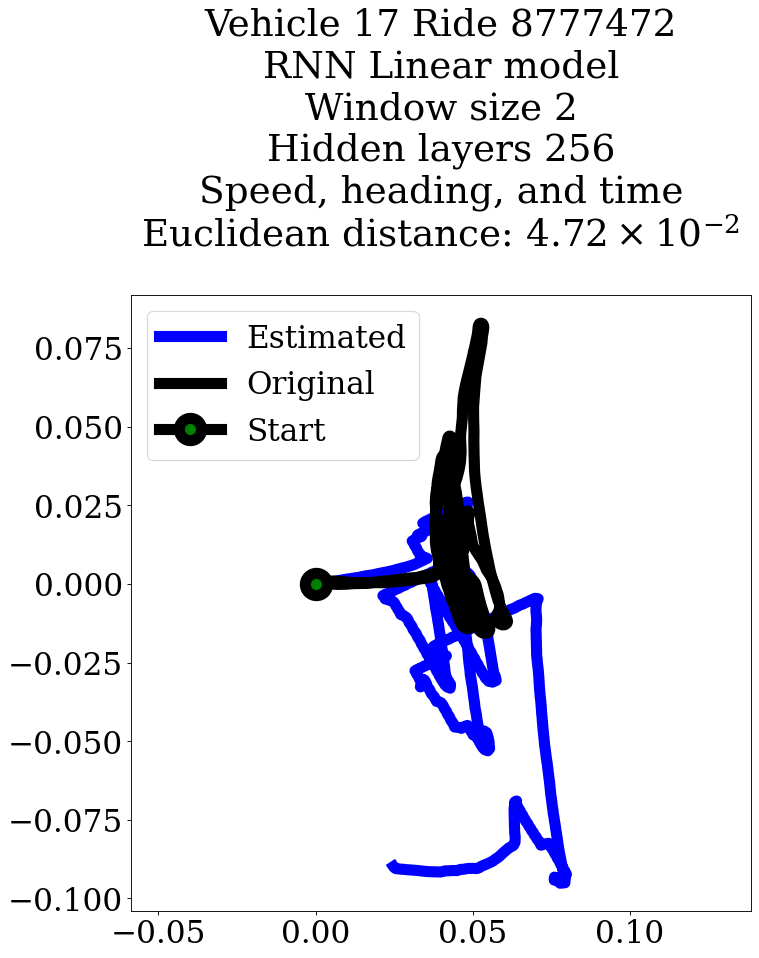 Vehicle 17 Ride 8777472
RNN Linear model
Window size 2
Hidden layers 256
Speed, heading, and time
Euclidean distance: 4.72 × 10⁻²
Estimated
Original
Start
0.075
0.050
0.025
0.000
−0.025
−0.050
−0.075
−0.100
−0.05 0.00 0.05 0.10